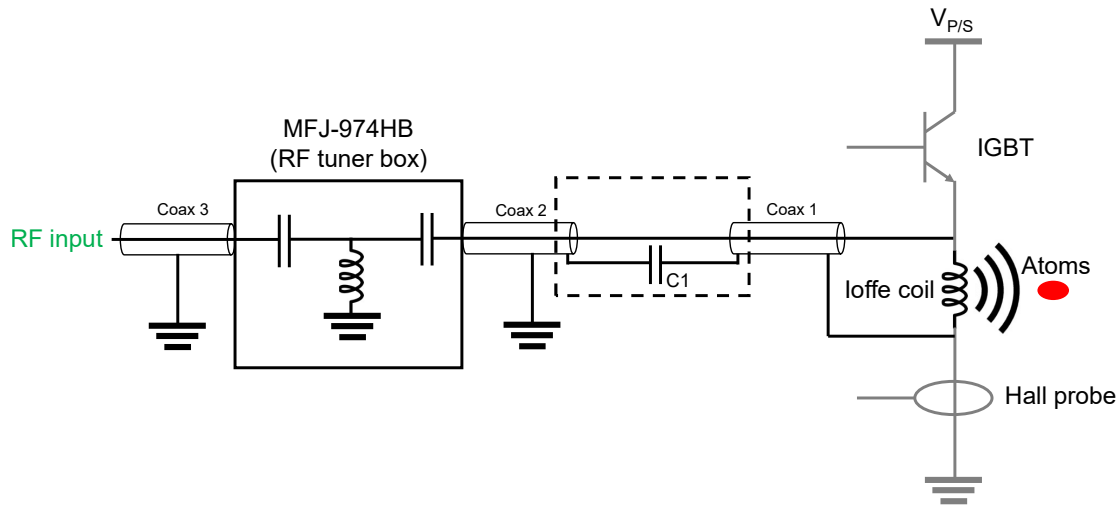 V_P/S
MFJ-974HB
(RF tuner box)
IGBT
Coax 3
Coax 2
Coax 1
RF input
C1
Ioffe coil
Atoms
Hall probe